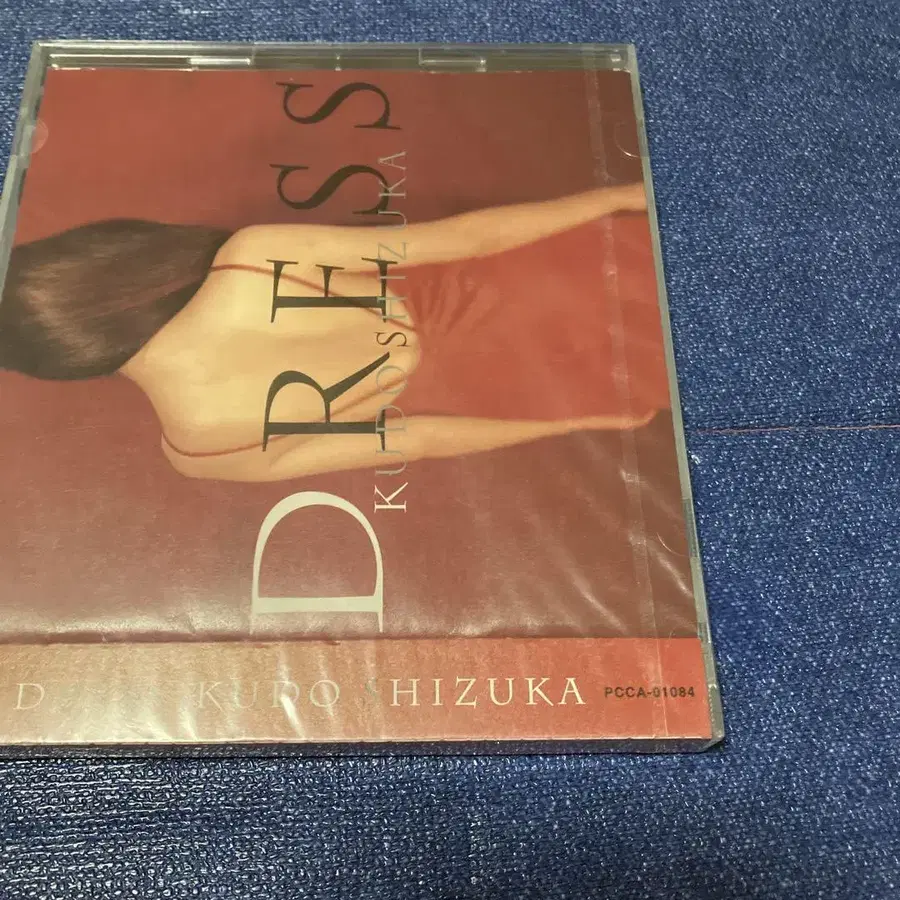 DRESS
KUDO SHIZUKA
D
KUDO SHIZUKA
PCCA-01084